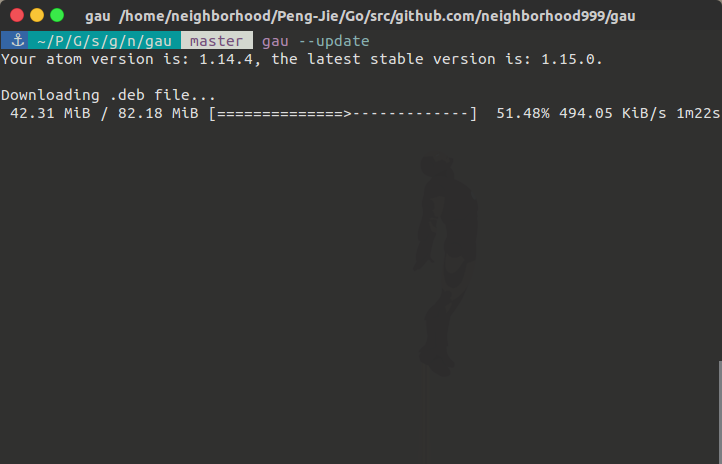 gau /home/neighborhood/Peng-Jie/Go/src/github.com/neighborhood999/gau
⚓ ~/P/G/s/g/n/gau master gau --update
Your atom version is: 1.14.4, the latest stable version is: 1.15.0.
Downloading .deb file...
42.31 MiB / 82.18 MiB [==============>-------------] 51.48% 494.05 KiB/s 1m22s